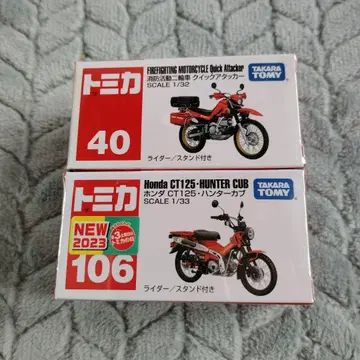 トミカ
40
FIREFIGHTING MOTORCYCLE Quick Attacker
消防活動二輪車 クイックアタッカー
SCALE 1/32
TAKARA
TOMY
ライダー/スタンド付き
トミカ
NEW
2023
106
Honda CT125・HUNTER CUB
ホンダ CT125・ハンターカブ
SCALE 1/33
TAKARA
TOMY
ライダー/スタンド付き